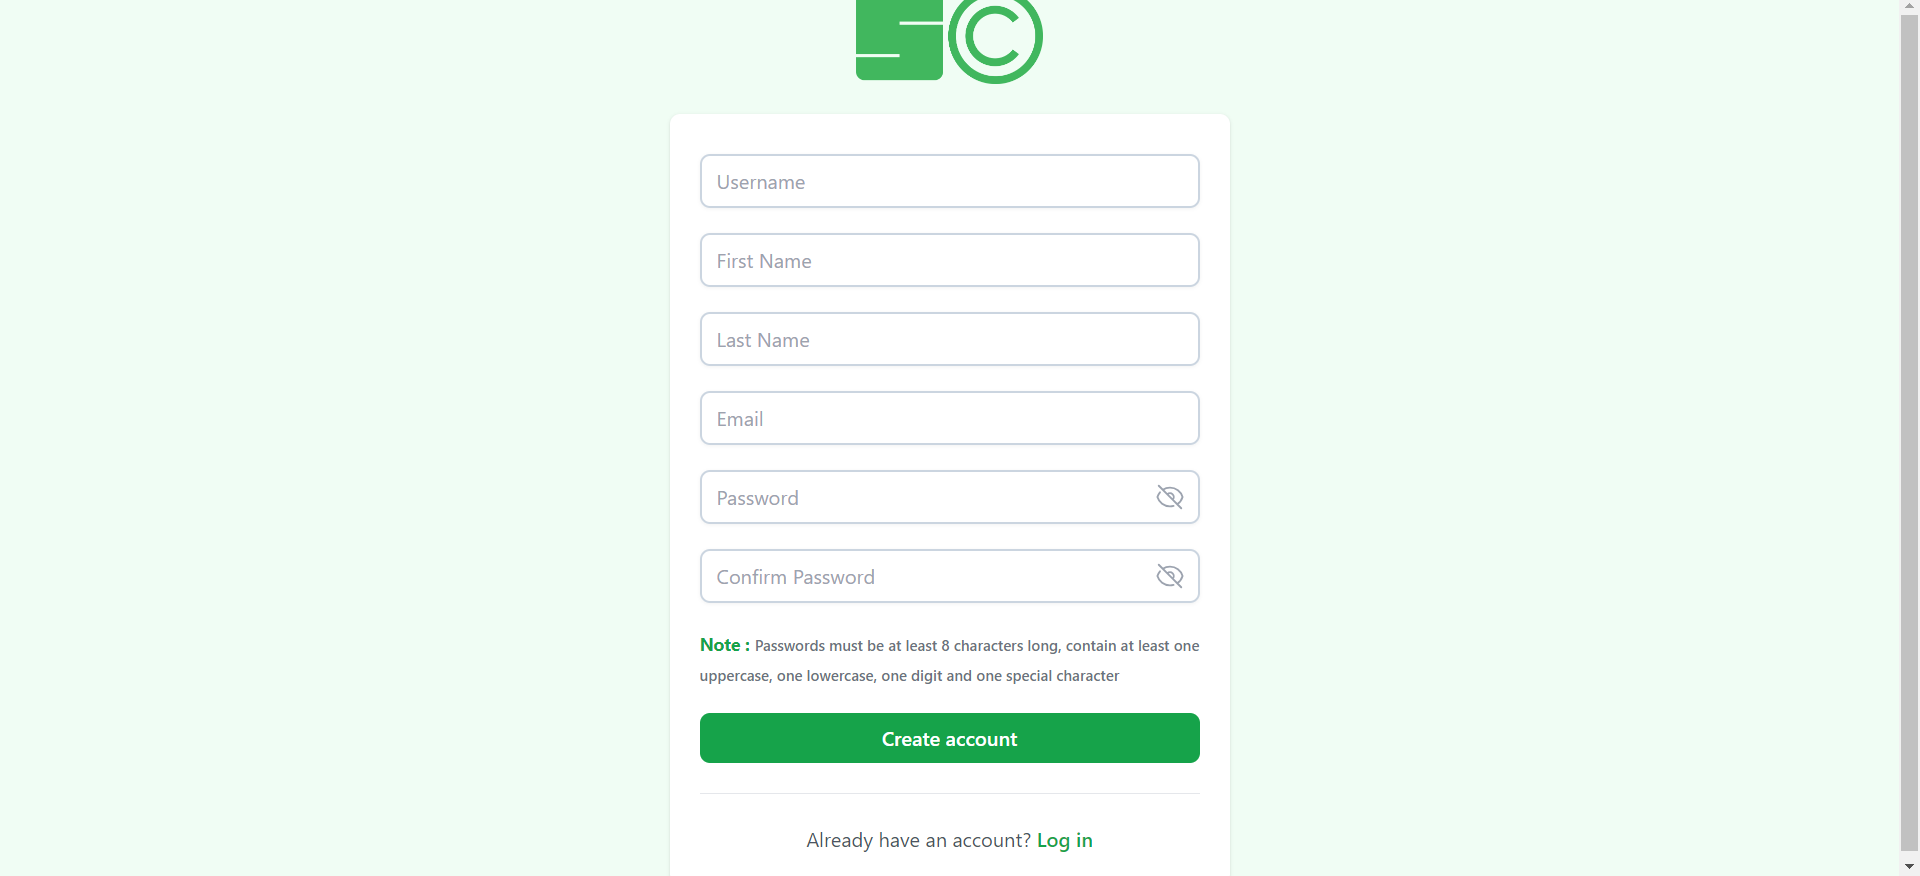 SC
Username
First Name
Last Name
Email
Password
Confirm Password
Note : Passwords must be at least 8 characters long, contain at least one
uppercase, one lowercase, one digit and one special character
Create account
Already have an account? Log in